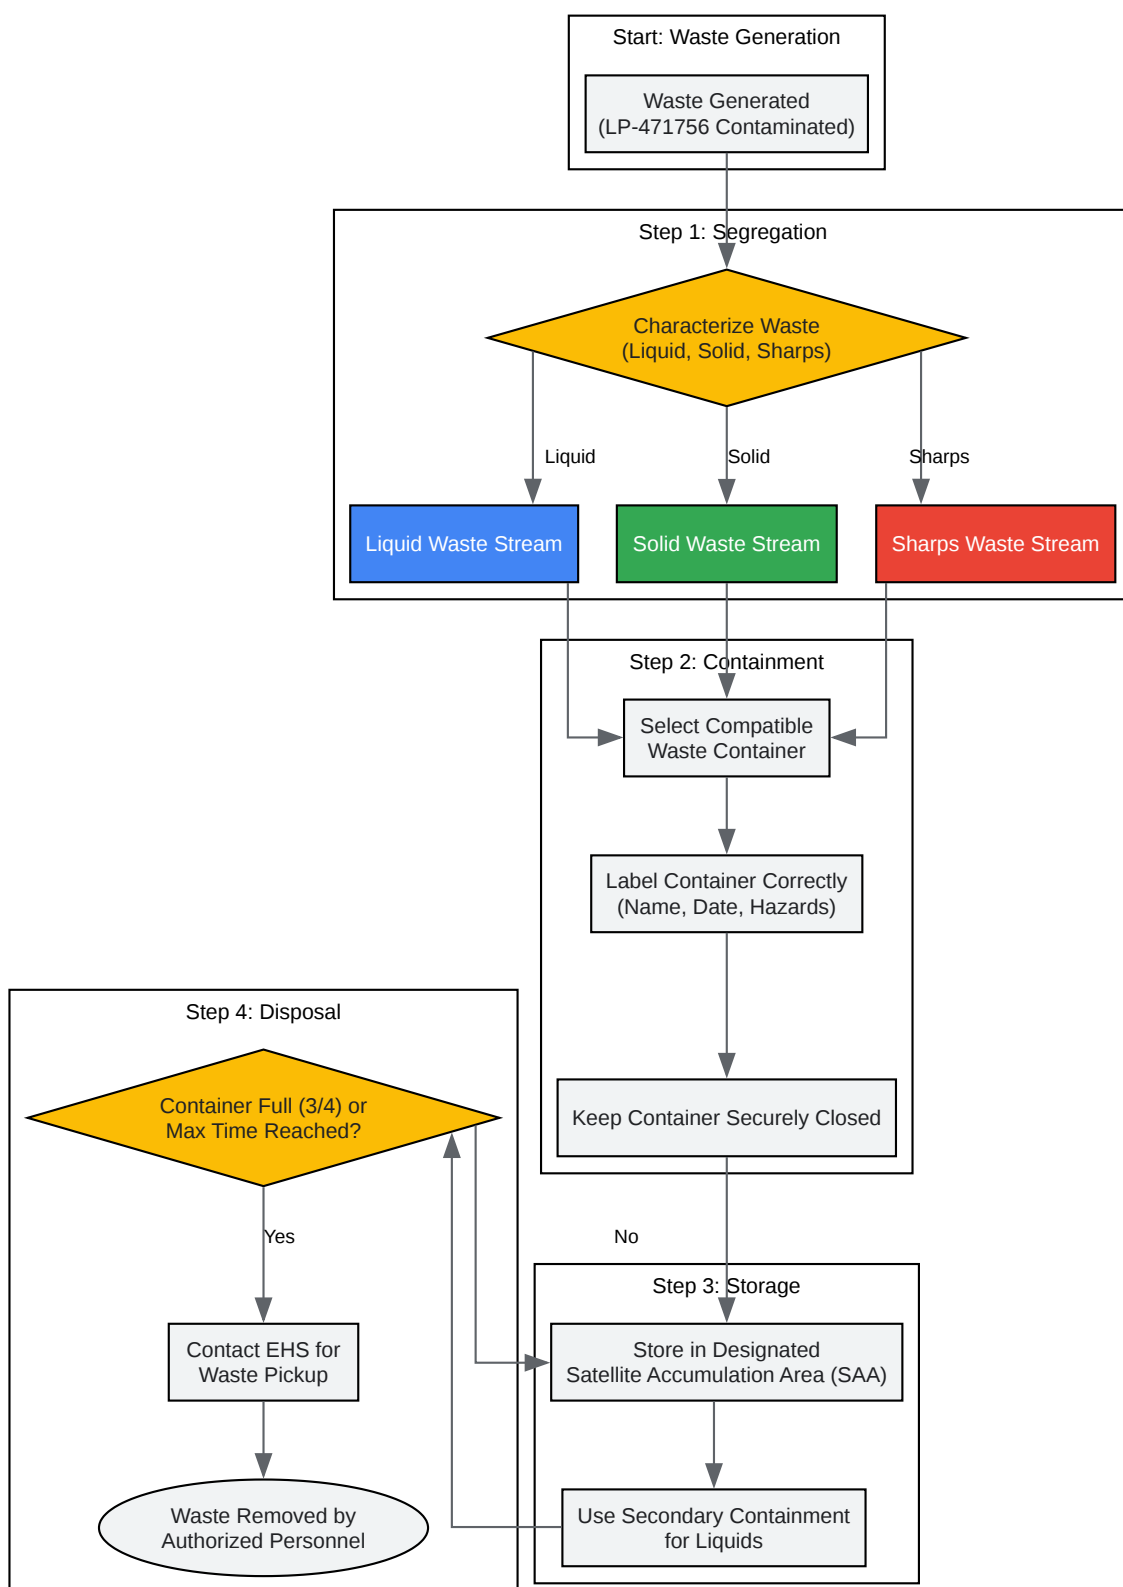 Start: Waste Generation
Waste Generated
(LP-471756 Contaminated)
Step 1: Segregation
Characterize Waste
(Liquid, Solid, Sharps)
Liquid
Solid
Sharps
Liquid Waste Stream
Solid Waste Stream
Sharps Waste Stream
Step 2: Containment
Select Compatible
Waste Container
Label Container Correctly
(Name, Date, Hazards)
Keep Container Securely Closed
No
Step 3: Storage
Store in Designated
Satellite Accumulation Area (SAA)
Use Secondary Containment
for Liquids
Step 4: Disposal
Container Full (3/4) or
Max Time Reached?
Yes
Contact EHS for
Waste Pickup
Waste Removed by
Authorized Personnel